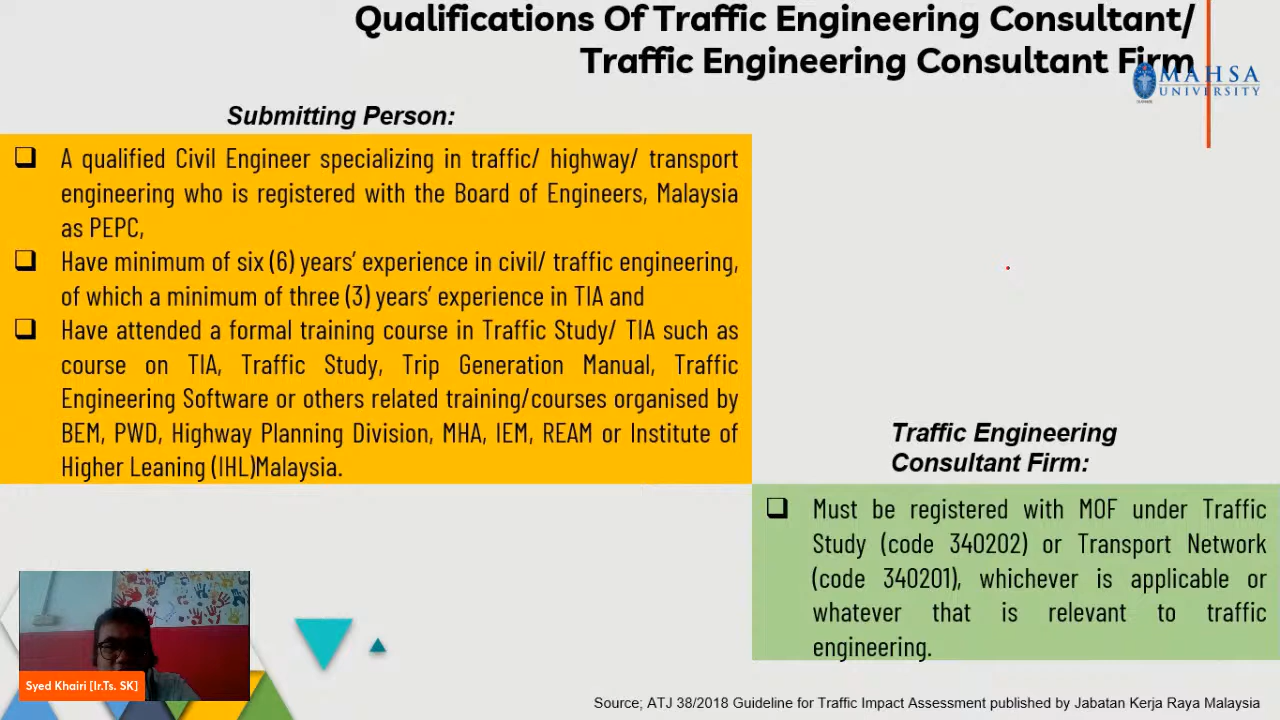 Qualifications Of Traffic Engineering Consultant/
Traffic Engineering Consultant Firm
MAHSA
UNIVERSITY
Submitting Person:
A qualified Civil Engineer specializing in traffic/ highway/ transport
engineering who is registered with the Board of Engineers, Malaysia
as PEPC,
Have minimum of six (6) years’ experience in civil/ traffic engineering,
of which a minimum of three (3) years’ experience in TIA and
Have attended a formal training course in Traffic Study/ TIA such as
course on TIA, Traffic Study, Trip Generation Manual, Traffic
Engineering Software or others related training/courses organised by
BEM, PWD, Highway Planning Division, MHA, IEM, REAM or Institute of
Higher Leaning (IHL)Malaysia.
Traffic Engineering
Consultant Firm:
Must be registered with MOF under Traffic
Study (code 340202) or Transport Network
(code 340201), whichever is applicable or
whatever that is relevant to traffic
engineering.
Syed Khairi [Ir.Ts. SK]
Source; ATJ 38/2018 Guideline for Traffic Impact Assessment published by Jabatan Kerja Raya Malaysia